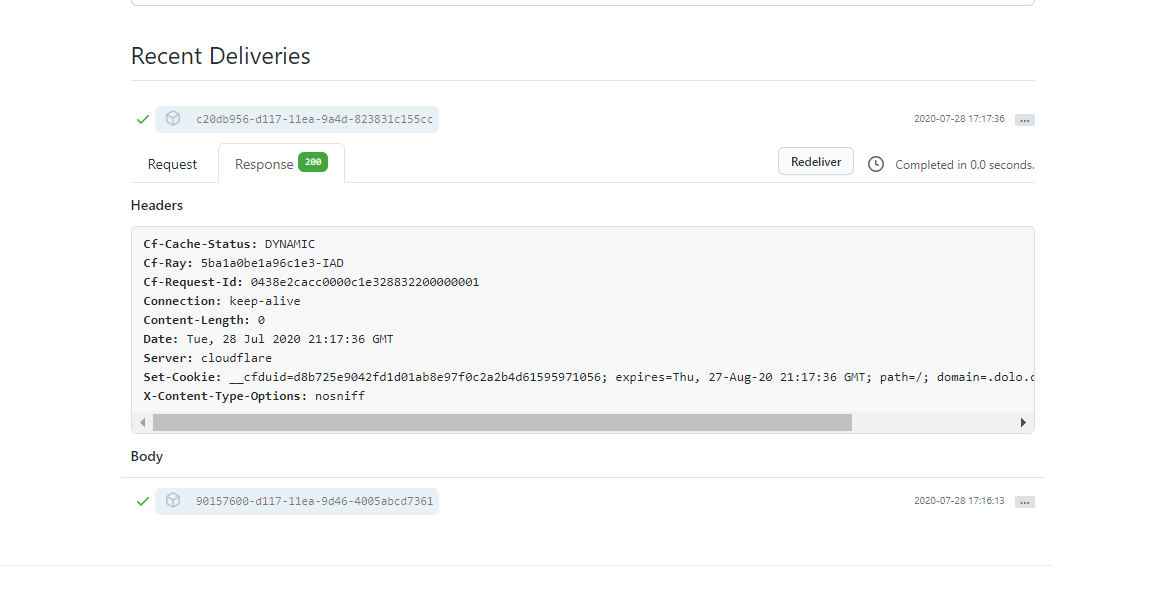 Recent Deliveries
c20db956-d117-11ea-9a4d-823831c155cc 2020-07-28 17:17:36 ...
Request Response 200 Redeliver Completed in 0.0 seconds.
Headers
Cf-Cache-Status: DYNAMIC
Cf-Ray: 5ba1a0be1a96c1e3-IAD
Cf-Request-Id: 0438e2cacc0000c1e328832200000001
Connection: keep-alive
Content-Length: 0
Date: Tue, 28 Jul 2020 21:17:36 GMT
Server: cloudflare
Set-Cookie: __cfduid=d8b725e9042fd1d01ab8e97f0c2a2b4d61595971056; expires=Thu, 27-Aug-20 21:17:36 GMT; path=/; domain=.dolo.c
X-Content-Type-Options: nosniff
Body
90157600-d117-11ea-9d46-4005abcd7361 2020-07-28 17:16:13 ...